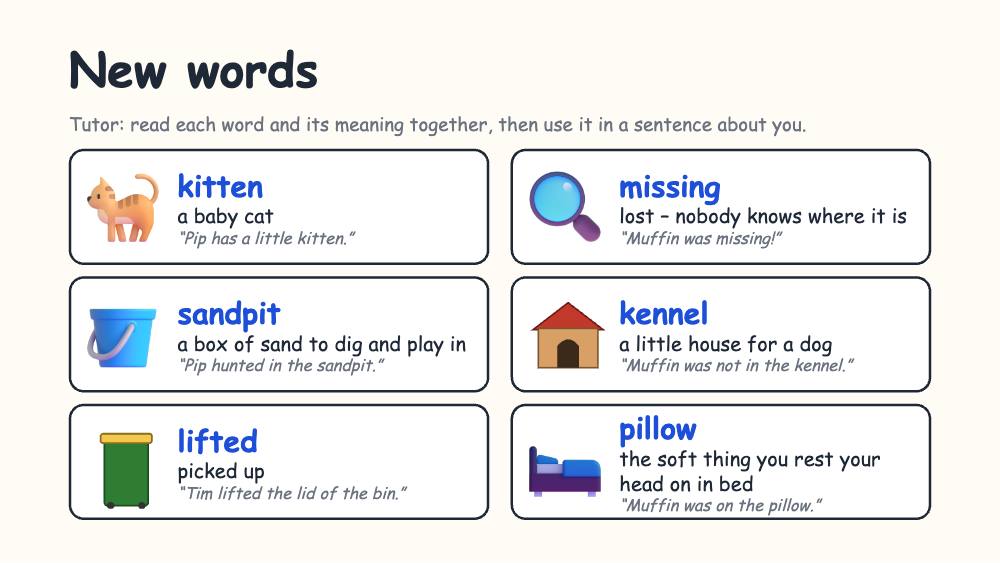 New words
Tutor: read each word and its meaning together, then use it in a sentence about you.
kitten
a baby cat
"Pip has a little kitten."
missing
lost – nobody knows where it is
"Muffin was missing!"
sandpit
a box of sand to dig and play in
"Pip hunted in the sandpit."
kennel
a little house for a dog
"Muffin was not in the kennel."
lifted
picked up
"Tim lifted the lid of the bin."
pillow
the soft thing you rest your
head on in bed
"Muffin was on the pillow."